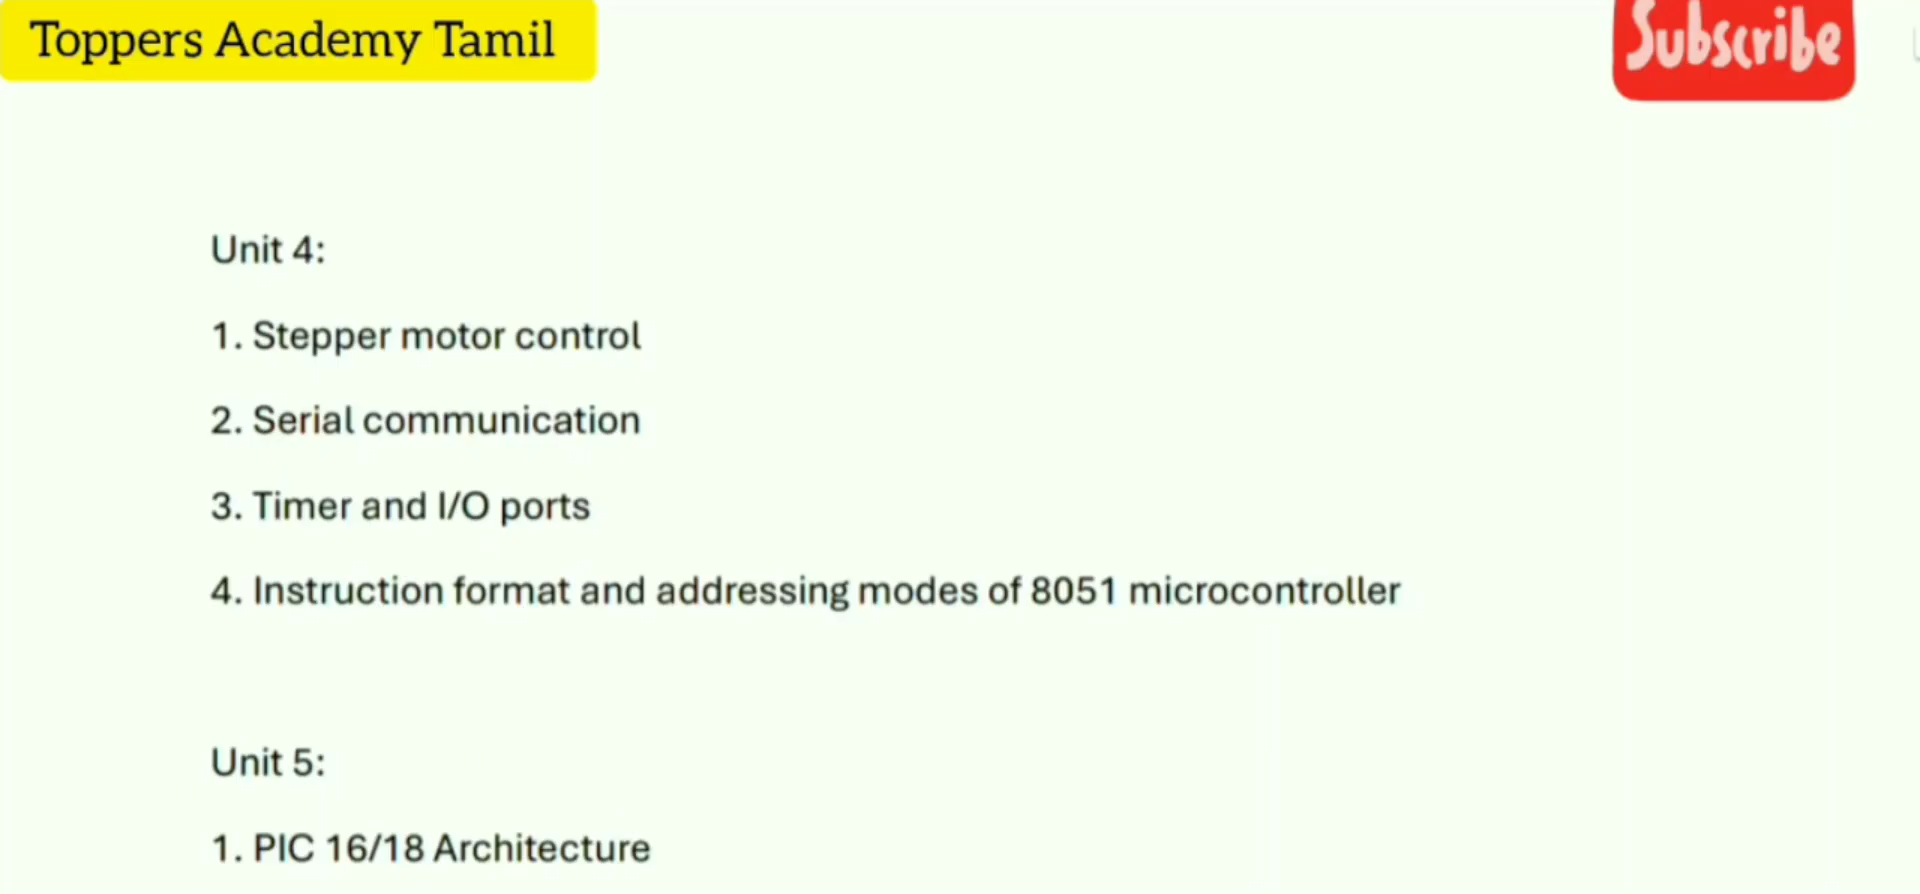 Toppers Academy Tamil
Subscribe
Unit 4:
1. Stepper motor control
2. Serial communication
3. Timer and I/O ports
4. Instruction format and addressing modes of 8051 microcontroller
Unit 5:
1. PIC 16/18 Architecture